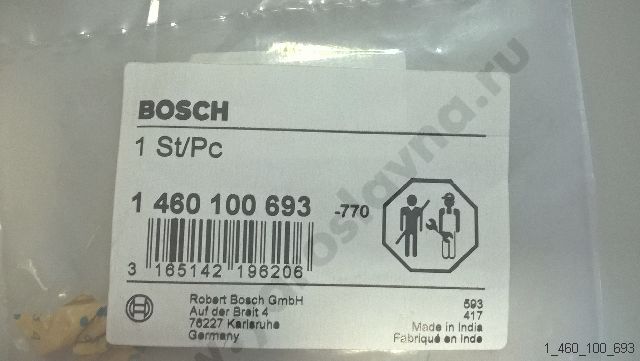 BOSCH
1 St/Pc
1 460 100 693 -770
3 165142 196206
Robert Bosch GmbH
Auf der Breit 4
76227 Karlsruhe
Germany
593
417
Made in India
Fabriqué en Inde
1_460_100_693